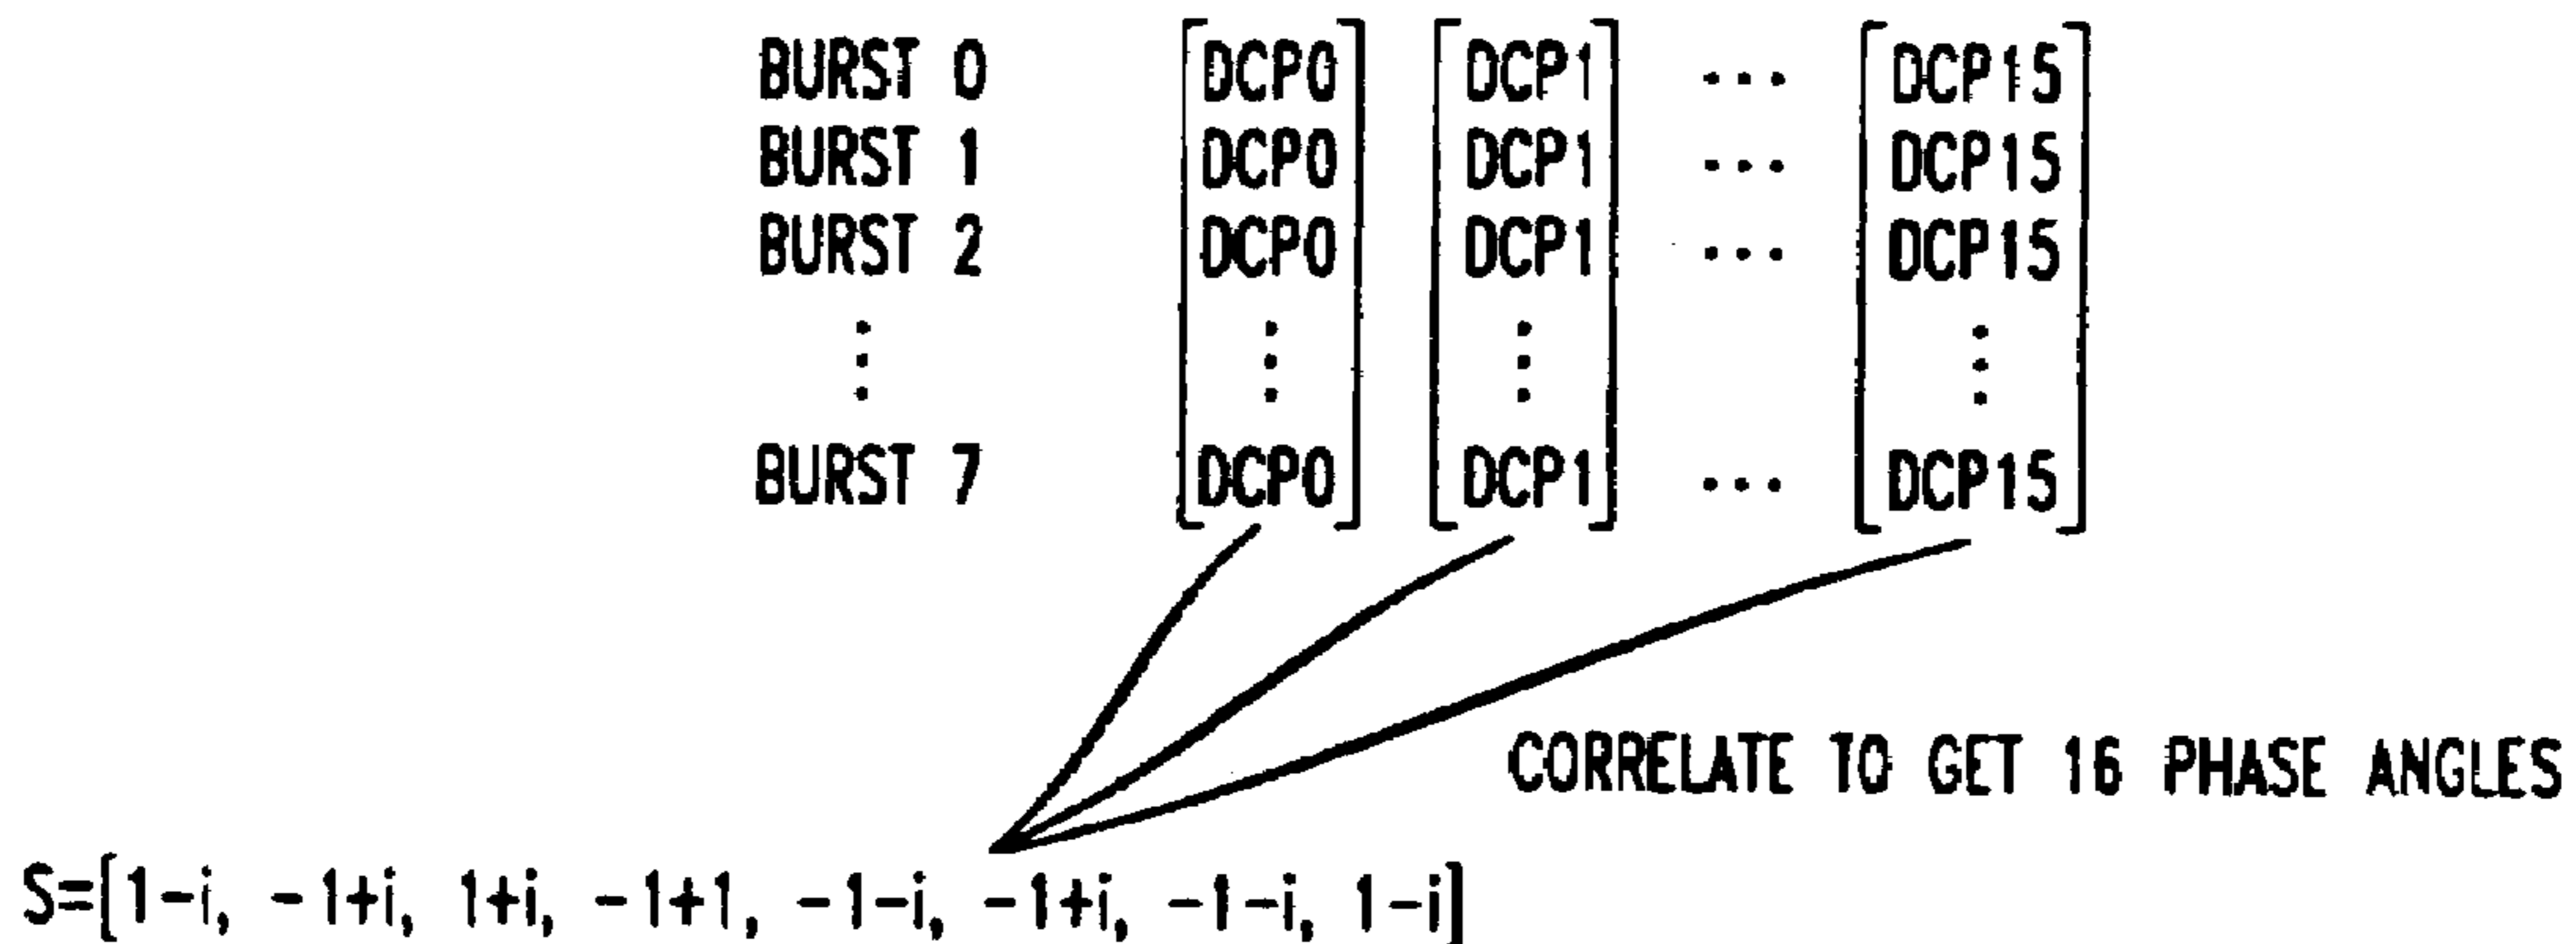 BURST 0 [DCP0] [DCP1] ... [DCP15]
BURST 1 DCP0 DCP1 ... DCP15
BURST 2 DCP0 DCP1 ... DCP15
⋮ ⋮ ⋮ ⋮
BURST 7 [DCP0] [DCP1] ... [DCP15]
CORRELATE TO GET 16 PHASE ANGLES
S=[1-i, -1+i, 1+i, -1+1, -1-i, -1+i, -1-i, 1-i]